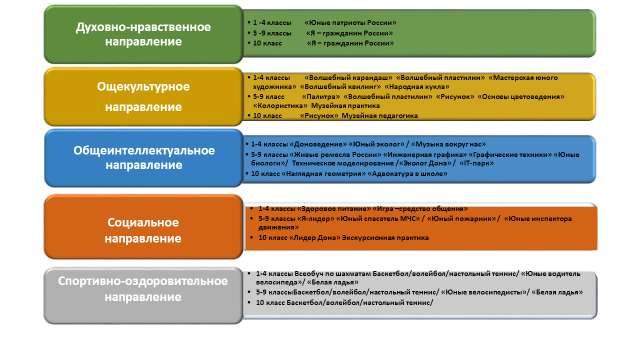 Духовно-нравственное
направление
• 1 -4 классы «Юные патриоты России»
• 5 -9 классы «Я – гражданин России»
• 10 класс «Я – гражданин России»
Ощекультурное
направление
• 1-4 классы «Волшебный карандаш» «Волшебный пластилин» «Мастерская юного
художника» «Волшебный квилинг» «Народная кукла»
• 5-9 класс «Палитра» «Волшебный пластилин» «Рисунок» «Основы цветоведения»
«Колористика» Музейная практика
• 10 класс «Рисунок» Музейная педагогика
Общеинтеллектуальное
направление
• 1-4 классы «Доноведение» «Юный эколог» / «Музыка вокруг нас»
• 5-9 классы «Живые ремесла России» «Инженерная графика» «Графические техники» «Юные
биологи»/ Техническое моделирование /«Эколог Дона» / «IT-парк»
• 10 класс «Наглядная геометрия» «Адвокатура в школе»
Социальное
направление
• 1-4 классы «Здоровое питание» «Игра –средство общения»
• 5-9 классы «Я-лидер» «Юный спасатель МЧС» / «Юный пожарник» / «Юные инспектора
движения»
• 10 класс «Лидер Дона» Экскурсионная практика
Спортивно-оздоровительное
направление
• 1-4 классы Всеобуч по шахматам Баскетбол/волейбол/настольный теннис/ «Юные водитель
велосипеда»/ «Белая ладья»
• 5-9 классыБаскетбол/волейбол/настольный теннис/ «Юные велосипедисты»/ «Белая ладья»
• 10 класс Баскетбол/волейбол/настольный теннис/